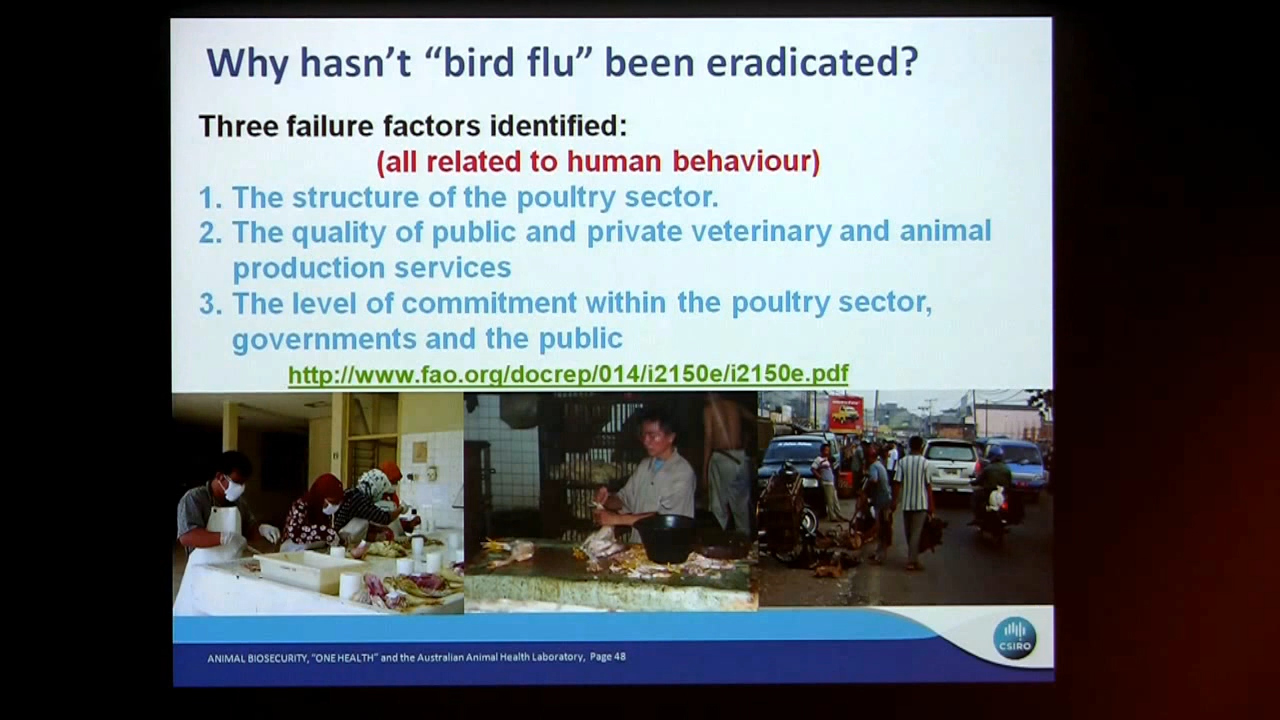 Why hasn't “bird flu” been eradicated?
Three failure factors identified:
(all related to human behaviour)
1. The structure of the poultry sector.
2. The quality of public and private veterinary and animal
production services
3. The level of commitment within the poultry sector,
governments and the public
http://www.fao.org/docrep/014/i2150e/i2150e.pdf
ANIMAL BIOSECURITY, “ONE HEALTH” and the Australian Animal Health Laboratory, Page 48
CSIRO